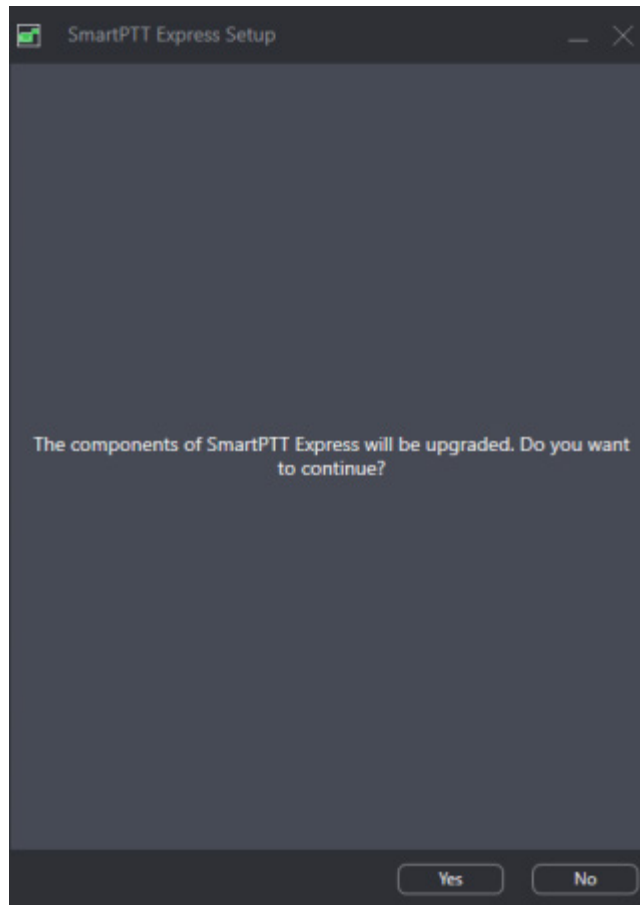 SmartPTT Express Setup
The components of SmartPTT Express will be upgraded. Do you want
to continue?
Yes
No